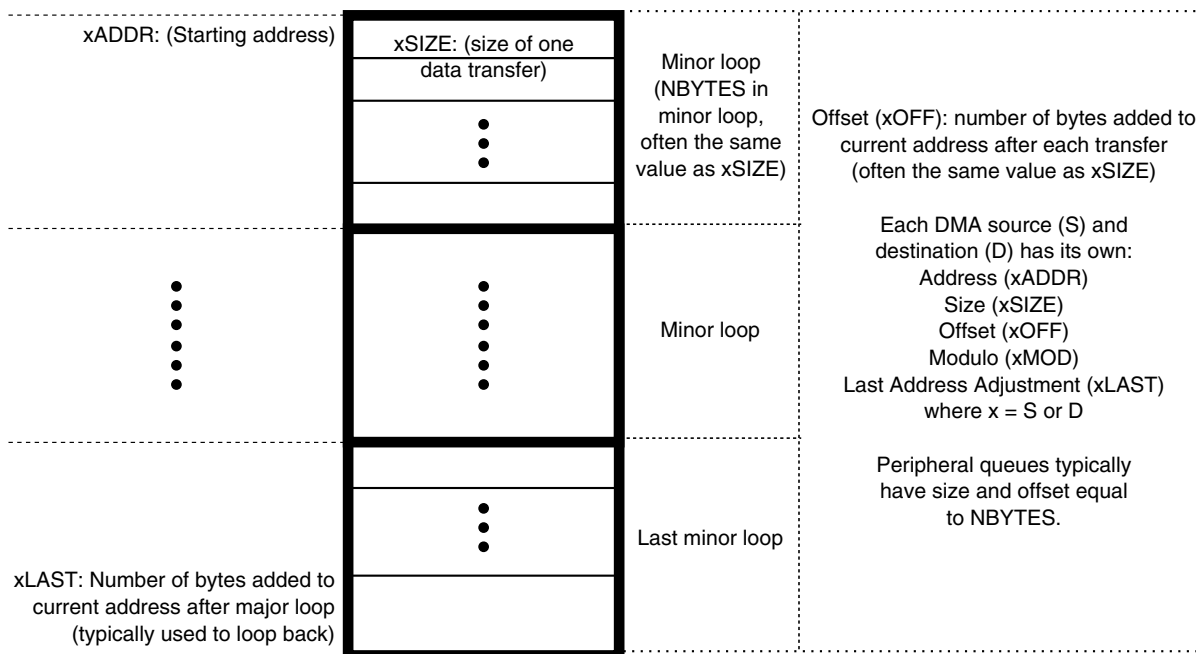 xADDR: (Starting address)
xSIZE: (size of one
data transfer)
Minor loop
(NBYTES in
minor loop,
often the same
value as xSIZE)
Offset (xOFF): number of bytes added to
current address after each transfer
(often the same value as xSIZE)
Each DMA source (S) and
destination (D) has its own:
Address (xADDR)
Size (xSIZE)
Offset (xOFF)
Modulo (xMOD)
Last Address Adjustment (xLAST)
where x = S or D
Peripheral queues typically
have size and offset equal
to NBYTES.
Minor loop
Last minor loop
xLAST: Number of bytes added to
current address after major loop
(typically used to loop back)